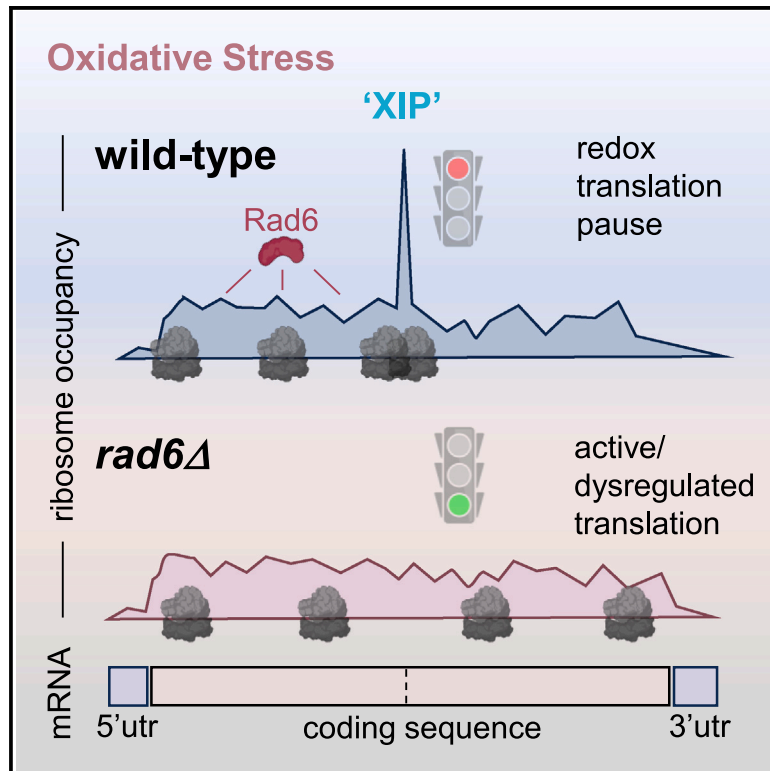 Oxidative Stress
‘XIP’
wild-type
redox
translation
pause
Rad6
ribosome occupancy
rad6Δ
active/
dysregulated
translation
mRNA
5’utr
coding sequence
3’utr